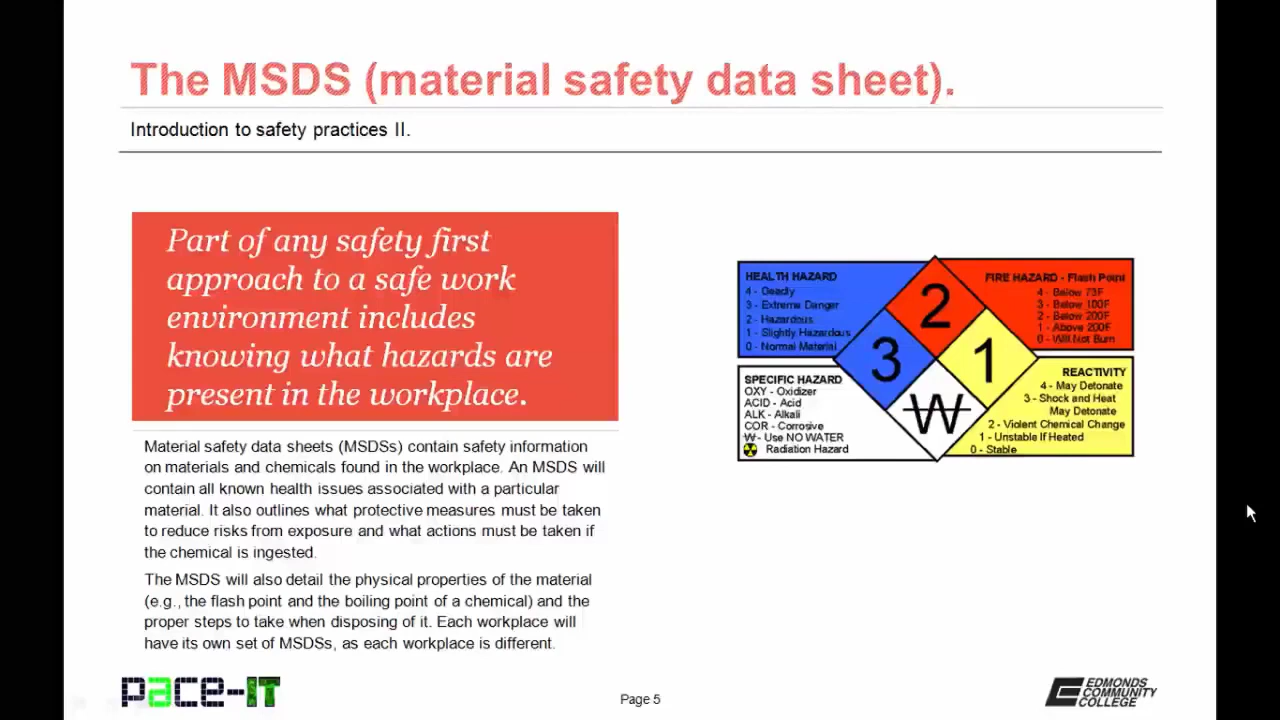 The MSDS (material safety data sheet).
Introduction to safety practices II.
Part of any safety first
approach to a safe work
environment includes
knowing what hazards are
present in the workplace.
Material safety data sheets (MSDSs) contain safety information
on materials and chemicals found in the workplace. An MSDS will
contain all known health issues associated with a particular
material. It also outlines what protective measures must be taken
to reduce risks from exposure and what actions must be taken if
the chemical is ingested.
The MSDS will also detail the physical properties of the material
(e.g., the flash point and the boiling point of a chemical) and the
proper steps to take when disposing of it. Each workplace will
have its own set of MSDSs, as each workplace is different.
HEALTH HAZARD
4 - Deadly
3 - Extreme Danger
2 - Hazardous
1 - Slightly Hazardous
0 - Normal Material
FIRE HAZARD - Flash Point
4 - Below 73F
3 - Below 100F
2 - Below 200F
1 - Above 200F
0 - Will Not Burn
2
3
1
W
SPECIFIC HAZARD
OXY - Oxidizer
ACID - Acid
ALK - Alkali
COR - Corrosive
W - Use NO WATER
Radiation Hazard
REACTIVITY
4 - May Detonate
3 - Shock and Heat
May Detonate
2 - Violent Chemical Change
1 - Unstable If Heated
0 - Stable
pace-IT
Page 5
EDMONDS
COMMUNITY
COLLEGE